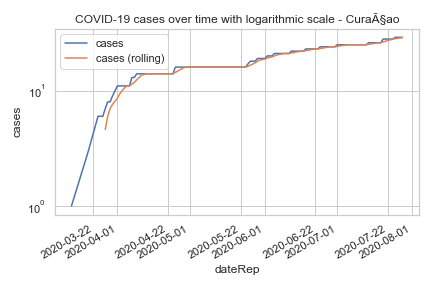 COVID-19 cases over time with logarithmic scale - CuraÃ§ao
cases
cases (rolling)
10¹
10⁰
cases
2020-03-22
2020-04-01
2020-04-22
2020-05-01
2020-05-22
2020-06-01
2020-06-22
2020-07-01
2020-07-22
2020-08-01
dateRep